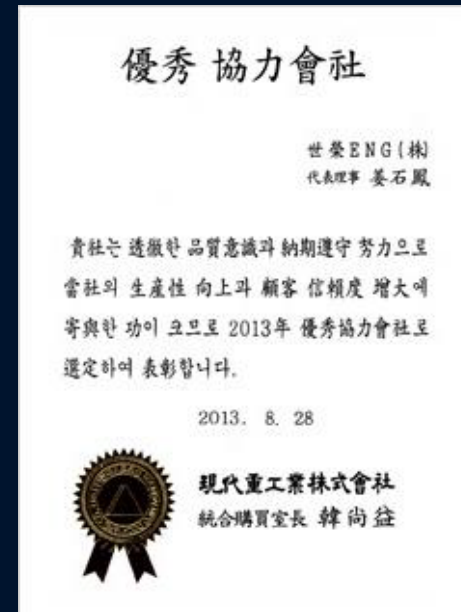 優秀 協力會社
世榮ENG(株)
代表理事 姜石鳳
貴社는 透徹한 品質意識과 納期遵守 努力으로
當社의 生産性 向上과 顧客 信賴度 增大에
寄與한 功이 크므로 2013年 優秀協力會社로
選定하여 表彰합니다.
2013. 8. 28
現代重工業株式會社
統合購買室長 韓尙益